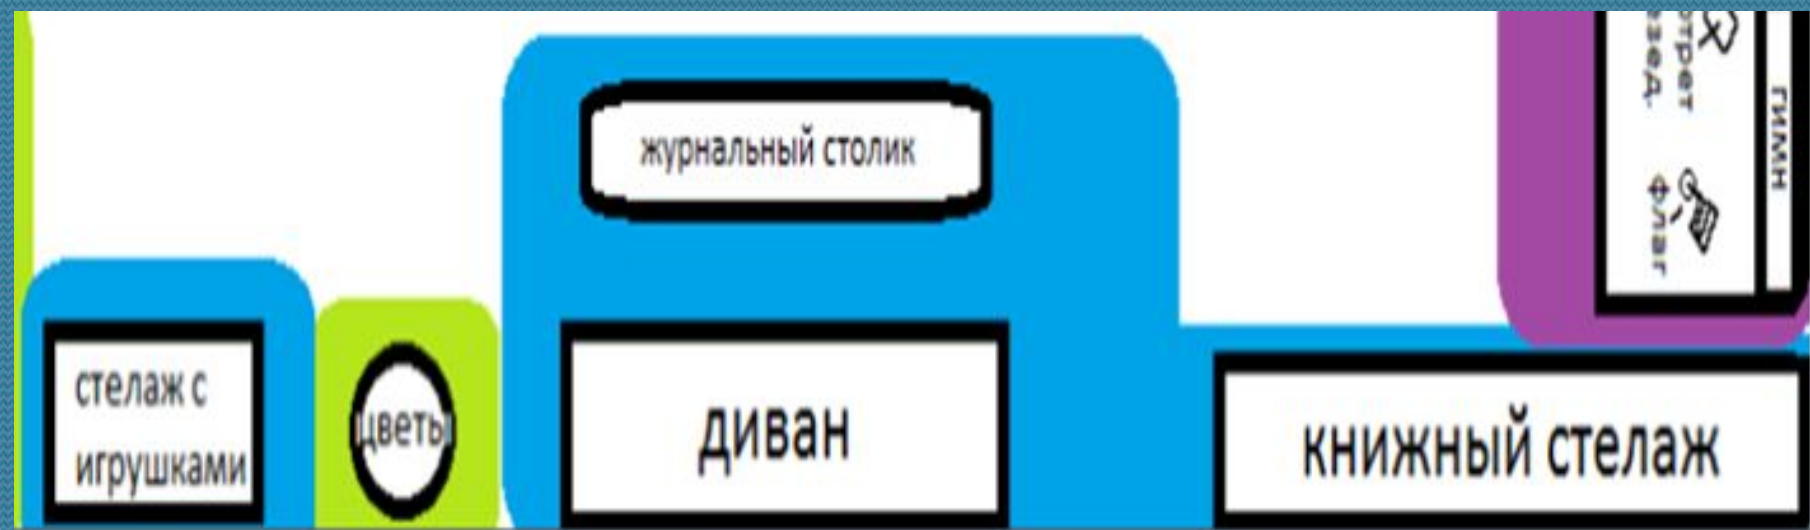 журнальный столик
стелаж с
игрушками
цветы
диван
книжный стелаж
гимн
флаг